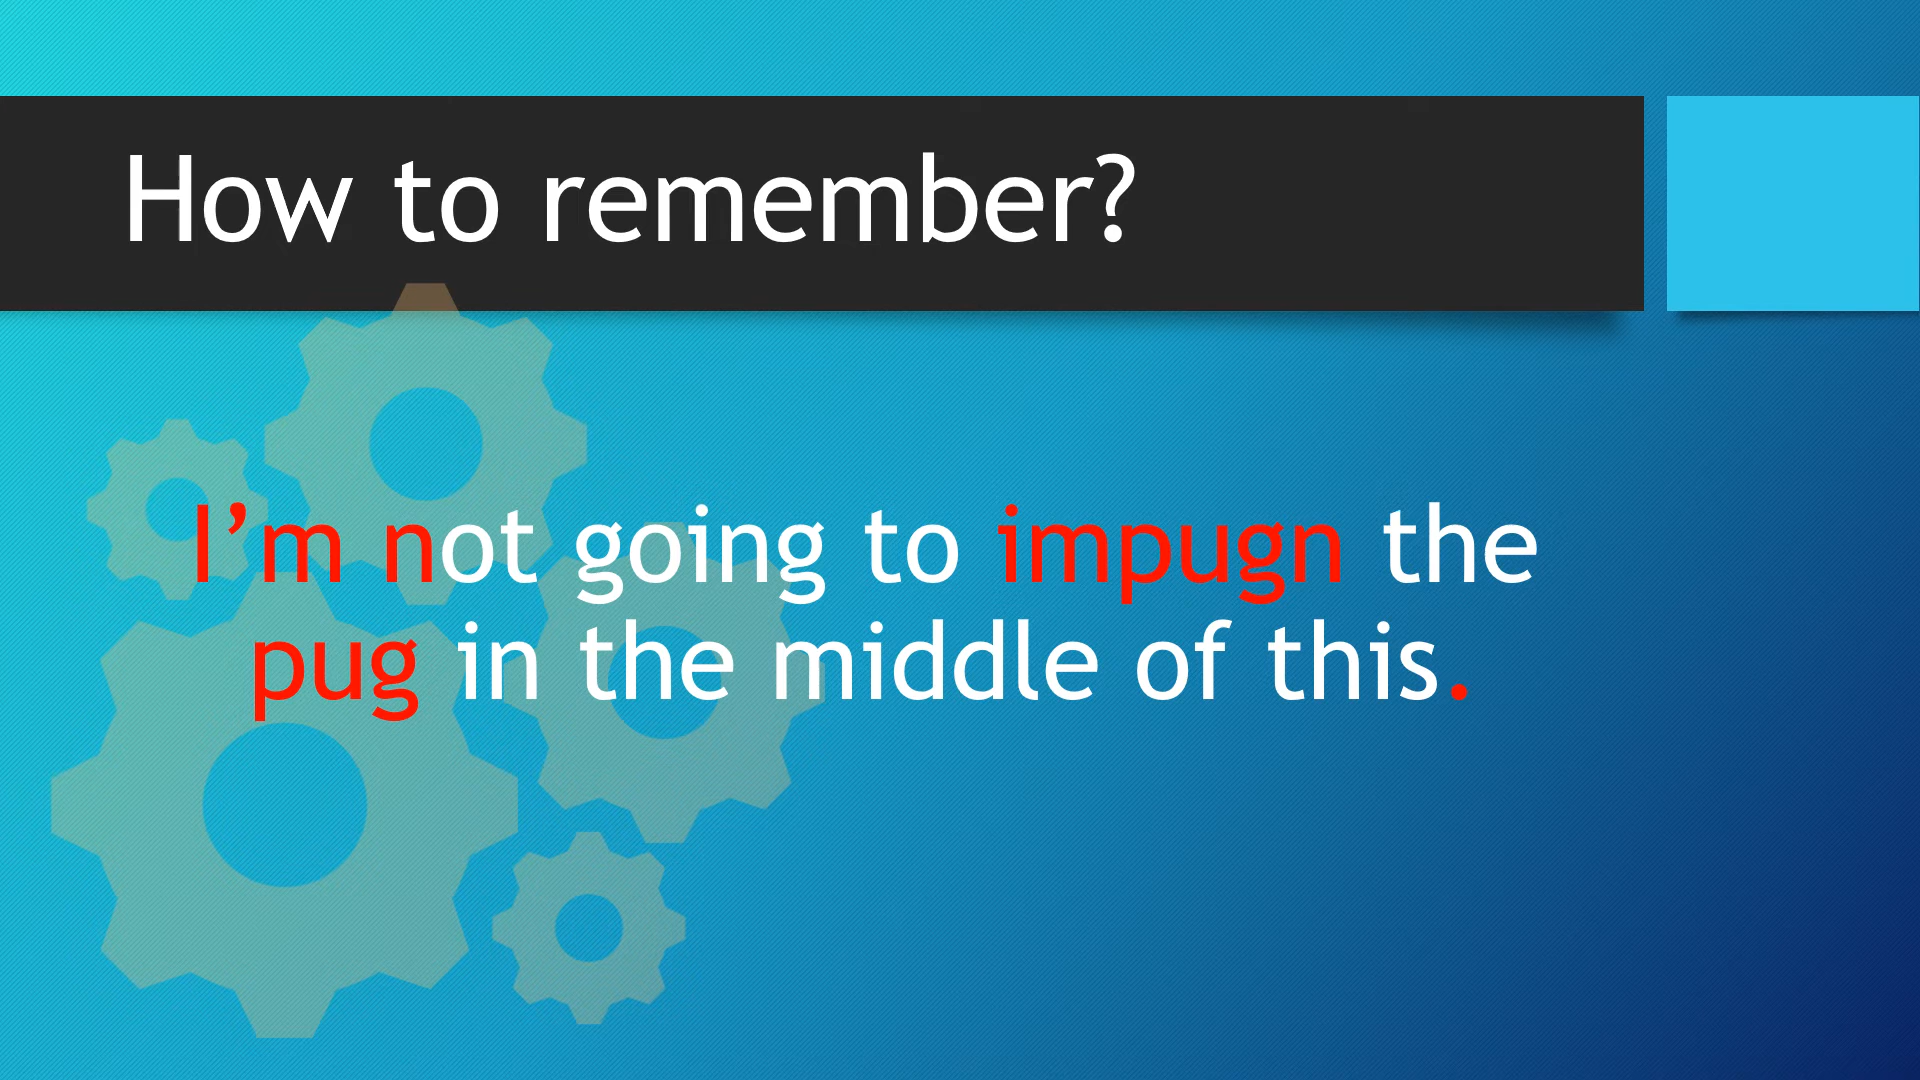 How to remember?
I’m not going to impugn the
pug in the middle of this.